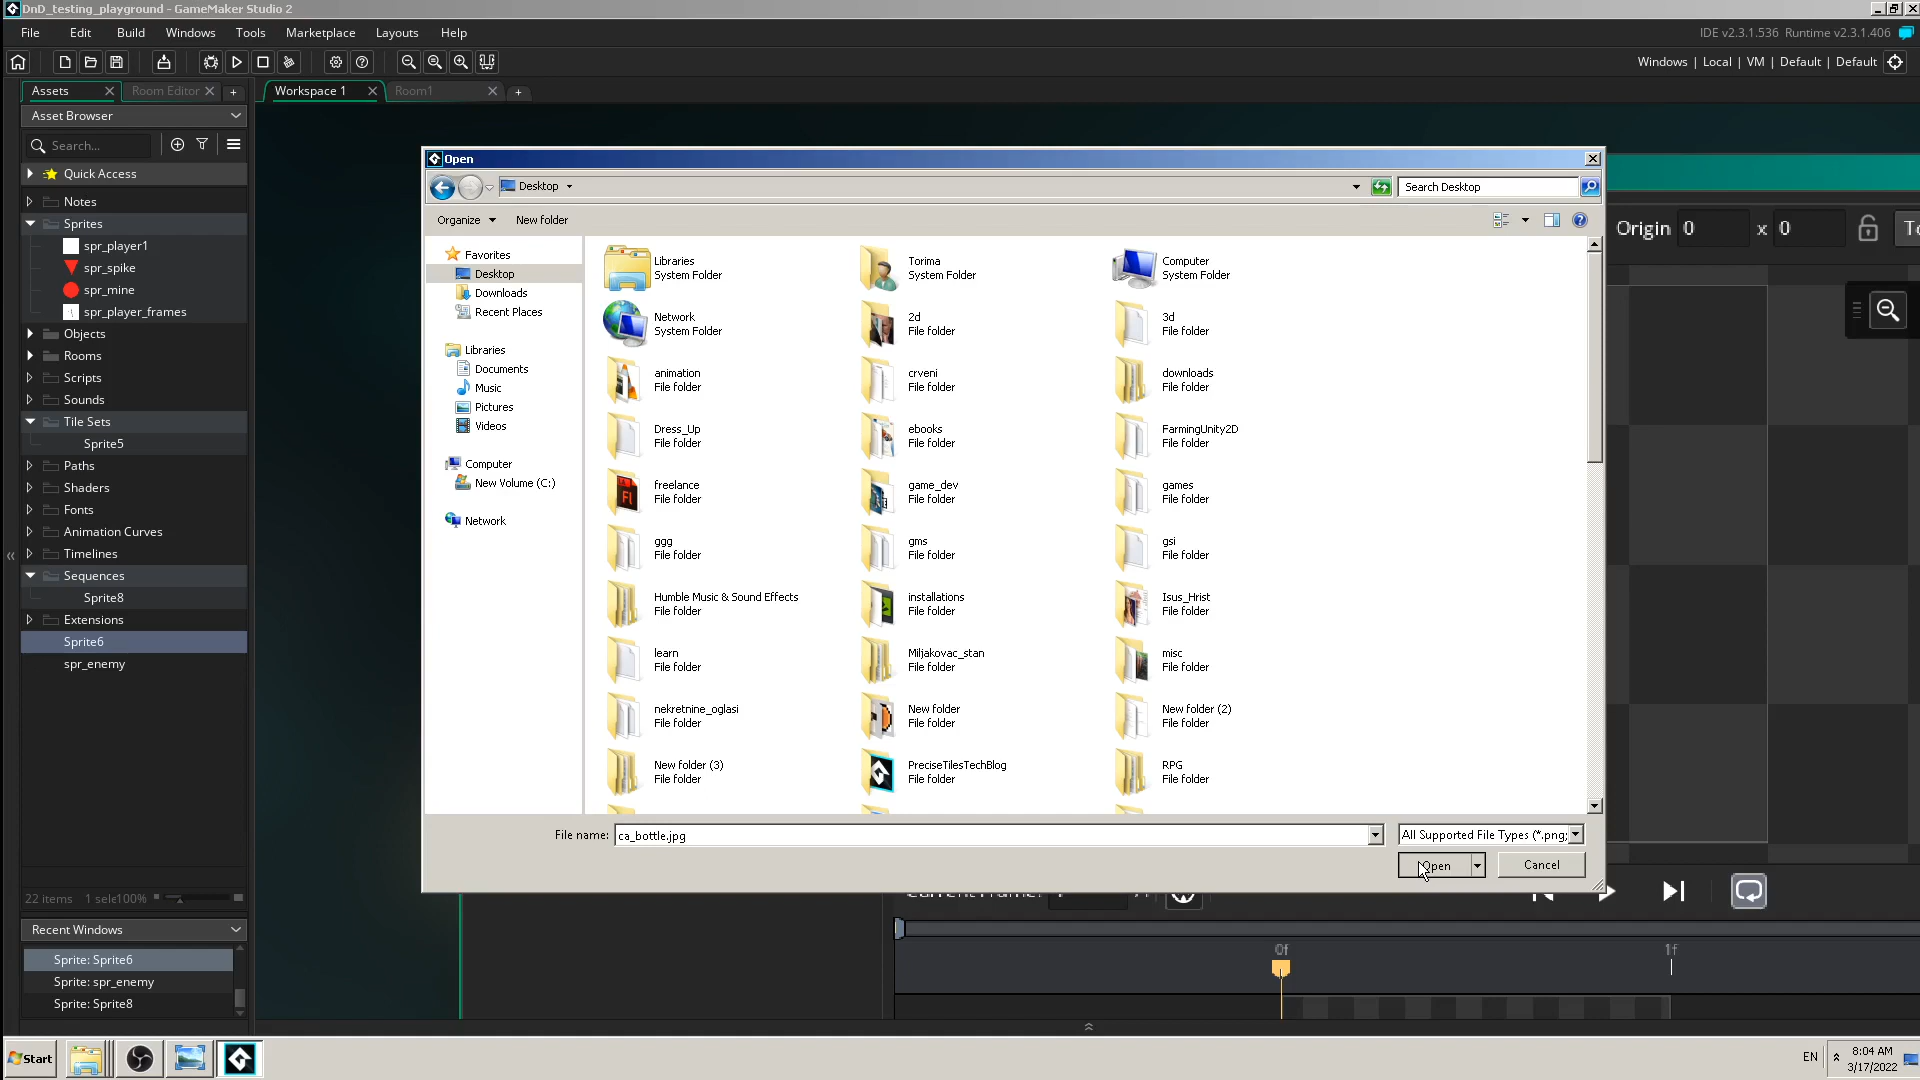 DnD_testing_playground - GameMaker Studio 2
File Edit Build Windows Tools Marketplace Layouts Help
IDE v2.3.1.536 Runtime v2.3.1.406
Windows | Local | VM | Default | Default
Assets
Room Editor
Workspace 1
Room1
Asset Browser
Search...
Quick Access
Notes
Sprites
spr_player1
spr_spike
spr_mine
spr_player_frames
Objects
Rooms
Scripts
Sounds
Tile Sets
Sprite5
Paths
Shaders
Fonts
Animation Curves
Timelines
Sequences
Sprite8
Extensions
Sprite6
spr_enemy
22 items
100%
Recent Windows
Sprite: Sprite6
Sprite: spr_enemy
Sprite: Sprite8
Open
Desktop
Search Desktop
Organize
New folder
Favorites
Desktop
Downloads
Recent Places
Libraries
Documents
Music
Pictures
Videos
Computer
New Volume (C:)
Network
Libraries
System Folder
Torima
System Folder
Computer
System Folder
Network
System Folder
2d
File folder
3d
File folder
animation
File folder
crveni
File folder
downloads
File folder
Dress_Up
File folder
ebooks
File folder
FarmingUnity2D
File folder
freelance
File folder
game_dev
File folder
games
File folder
ggg
File folder
gms
File folder
gsi
File folder
Humble Music & Sound Effects
File folder
installations
File folder
Isus_Hrist
File folder
learn
File folder
Miljakovac_stan
File folder
misc
File folder
nekretnine_oglasi
File folder
New folder
File folder
New folder (2)
File folder
New folder (3)
File folder
PreciseTilesTechBlog
File folder
RPG
File folder
File name: ca_bottle.jpg
All Supported File Types (*.png;
Open
Cancel
Origin 0 x 0
0f
1f
Start
EN
8:04 AM
3/17/2022